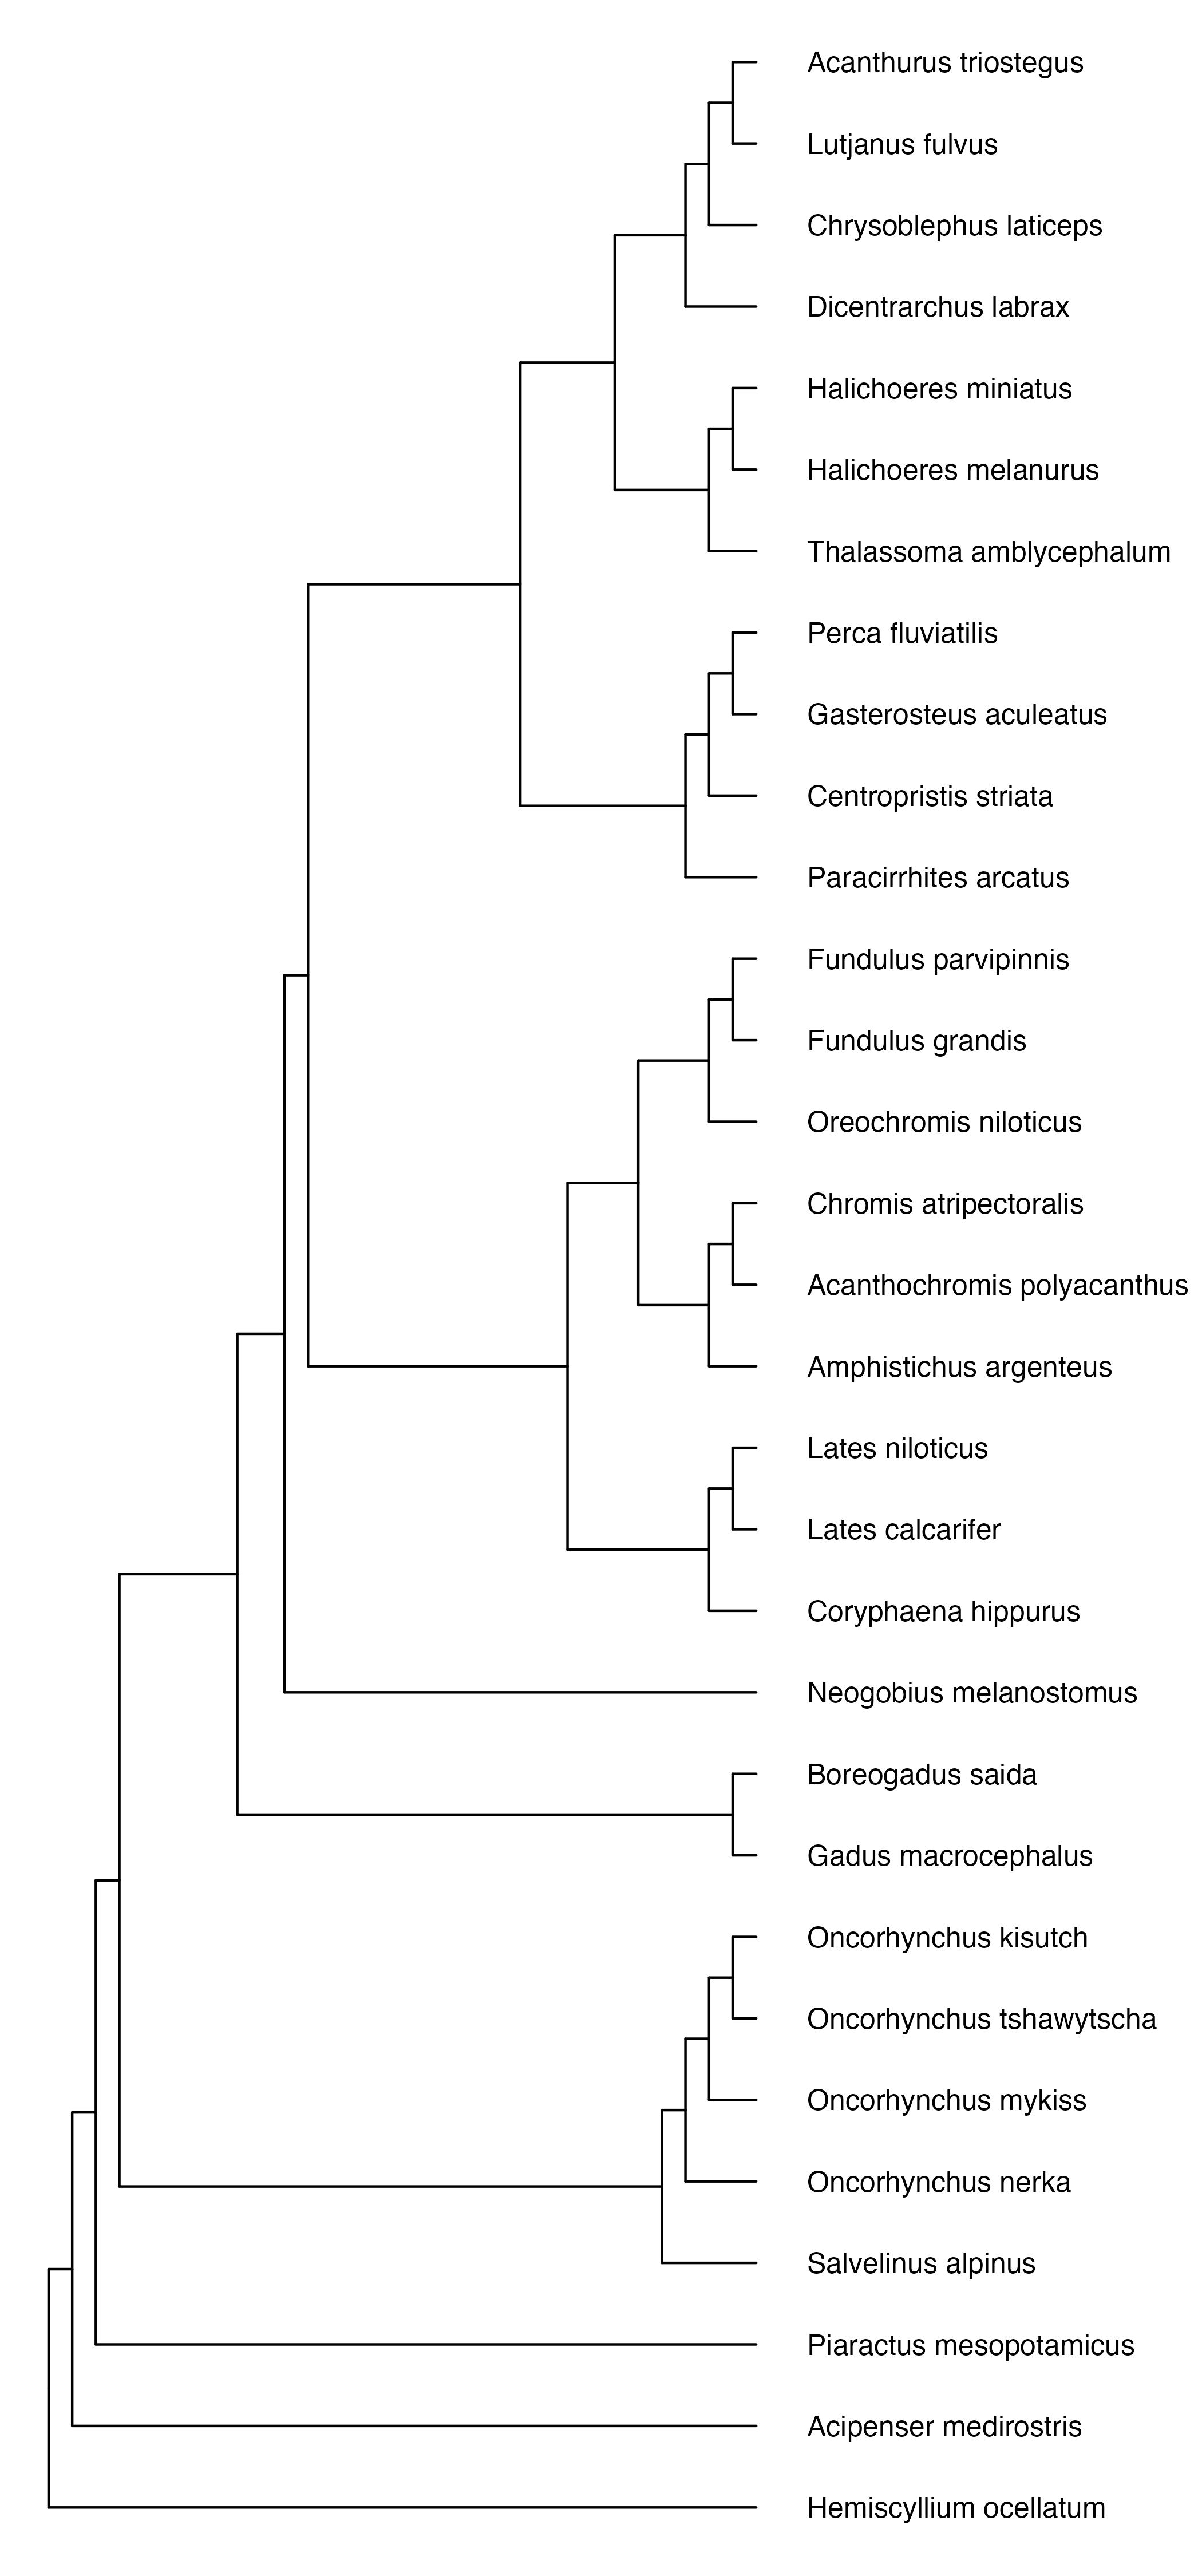 Acanthurus triostegus
Lutjanus fulvus
Chrysoblephus laticeps
Dicentrarchus labrax
Halichoeres miniatus
Halichoeres melanurus
Thalassoma amblycephalum
Perca fluviatilis
Gasterosteus aculeatus
Centropristis striata
Paracirrhites arcatus
Fundulus parvipinnis
Fundulus grandis
Oreochromis niloticus
Chromis atripectoralis
Acanthochromis polyacanthus
Amphistichus argenteus
Lates niloticus
Lates calcarifer
Coryphaena hippurus
Neogobius melanostomus
Boreogadus saida
Gadus macrocephalus
Oncorhynchus kisutch
Oncorhynchus tshawytscha
Oncorhynchus mykiss
Oncorhynchus nerka
Salvelinus alpinus
Piaractus mesopotamicus
Acipenser medirostris
Hemiscyllium ocellatum